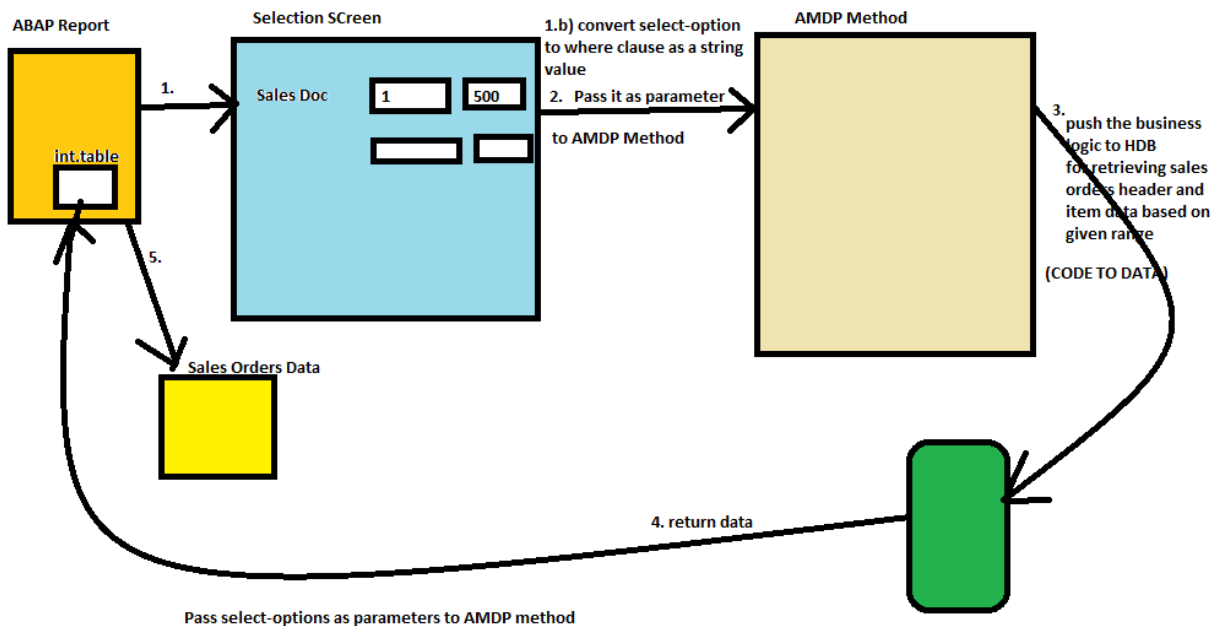 ABAP Report
Selection SCreen
1.b) convert select-option
to where clause as a string
value
AMDP Method
1.
Sales Doc
1
500
2. Pass it as parameter
to AMDP Method
3.
push the business
logic to HDB
for retrieving sales
orders header and
item data based on
given range
(CODE TO DATA)
int.table
5.
Sales Orders Data
4. return data
Pass select-options as parameters to AMDP method